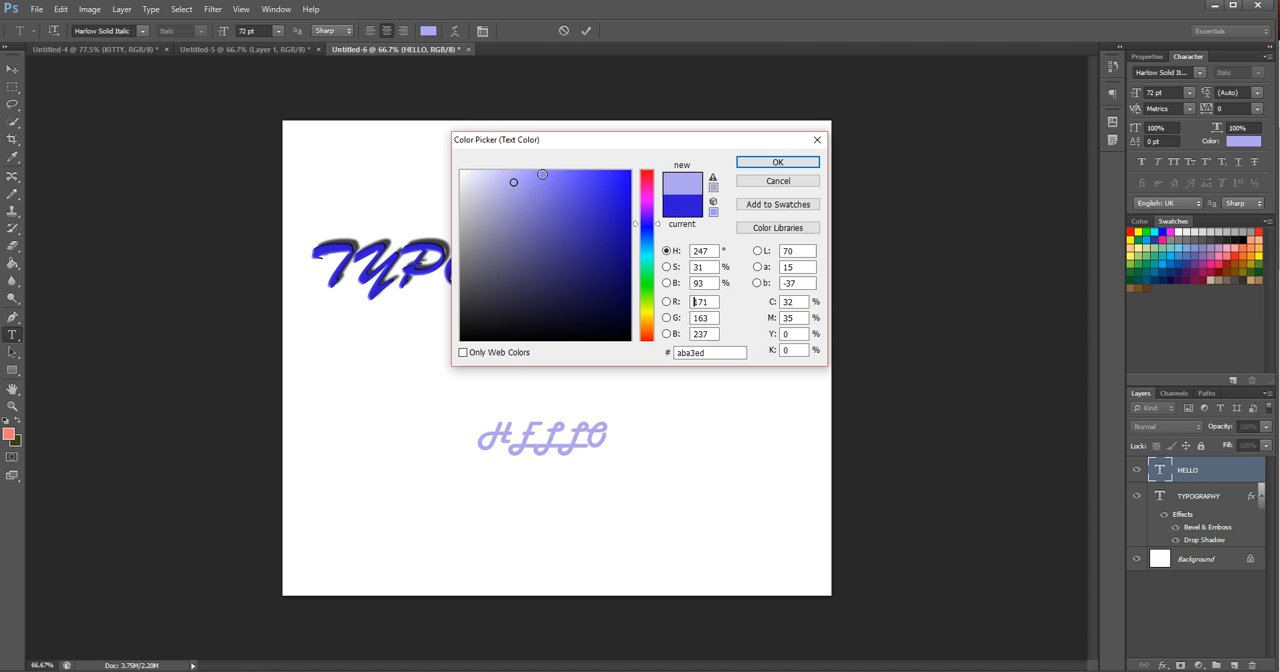 Ps File Edit Image Layer Type Select Filter View Window Help
T Harlow Solid Italic Italic 72 pt Sharp Essentials
Untitled-4 @ 77.5% (KITTY, RGB/8) * × Untitled-5 @ 66.7% (Layer 1, RGB/8) * × Untitled-6 @ 66.7% (HELLO, RGB/8) * ×
Properties Character
Harlow Solid It... Italic
72 pt (Auto)
Metrics 0
100% 100%
0 pt Color:
English: UK Sharp
Color Swatches
Color Picker (Text Color)
new
current
OK
Cancel
Add to Swatches
Color Libraries
H: 247 ° L: 70
S: 31 % a: 15
B: 93 % b: -37
R: 171 C: 32 %
G: 163 M: 35 %
B: 237 Y: 0 %
# aba3ed K: 0 %
Only Web Colors
TYPO
HELLO
Layers Channels Paths
Kind
Normal Opacity: 100%
Lock: Fill: 100%
T HELLO
T TYPOGRAPHY fx
Effects
Bevel & Emboss
Drop Shadow
Background
66.67% Doc: 3.75M/2.20M